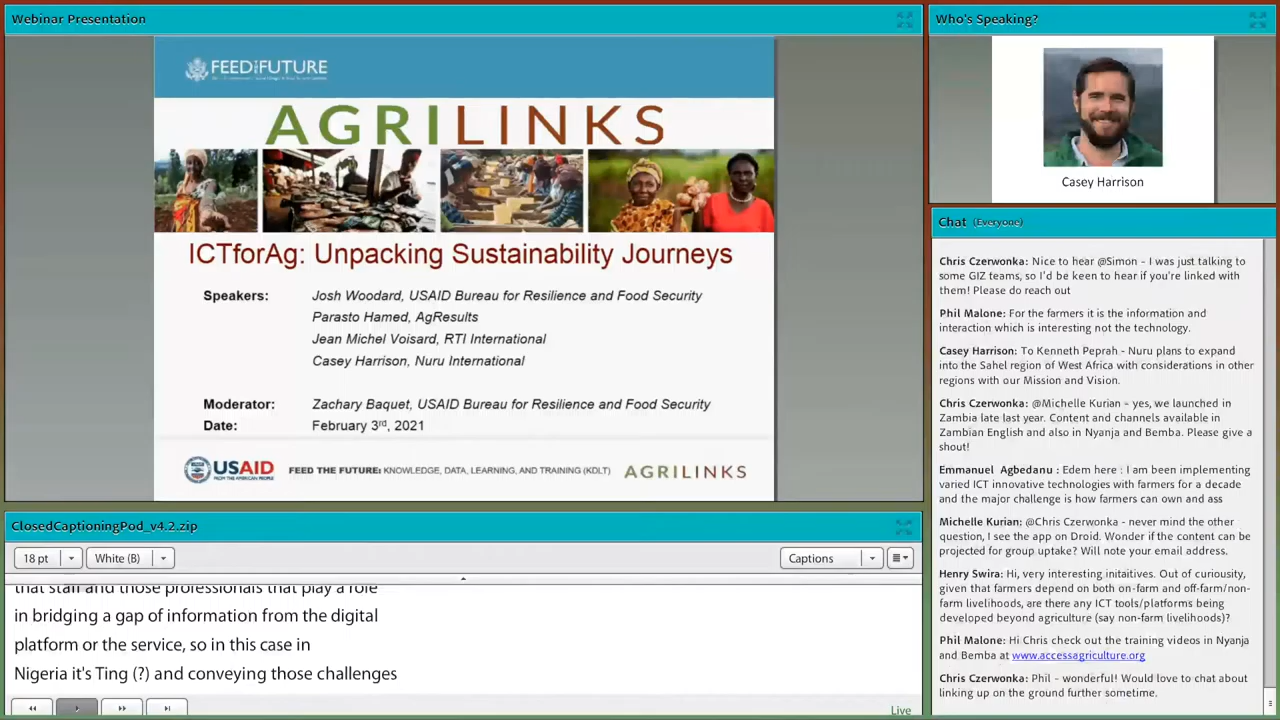 Webinar Presentation
FEED THE FUTURE
AGRILINKS
ICTforAg: Unpacking Sustainability Journeys
Speakers: Josh Woodard, USAID Bureau for Resilience and Food Security
Parasto Hamed, AgResults
Jean Michel Voisard, RTI International
Casey Harrison, Nuru International
Moderator: Zachary Baquet, USAID Bureau for Resilience and Food Security
Date: February 3rd, 2021
USAID
FROM THE AMERICAN PEOPLE
FEED THE FUTURE: KNOWLEDGE, DATA, LEARNING, AND TRAINING (KDLT)
AGRILINKS
ClosedCaptioningPod_v4.2.zip
18 pt White (B) Captions
that staff and those professionals that play a role
in bridging a gap of information from the digital
platform or the service, so in this case in
Nigeria it's Ting (?) and conveying those challenges
Live
Who's Speaking?
Casey Harrison
Chat (Everyone)
Chris Czerwonka: Nice to hear @Simon - I was just talking to
some GIZ teams, so I'd be keen to hear if you're linked with
them! Please do reach out
Phil Malone: For the farmers it is the information and
interaction which is interesting not the technology.
Casey Harrison: To Kenneth Peprah - Nuru plans to expand
into the Sahel region of West Africa with considerations in other
regions with our Mission and Vision.
Chris Czerwonka: @Michelle Kurian - yes, we launched in
Zambia late last year. Content and channels available in
Zambian English and also in Nyanja and Bemba. Please give a
shout!
Emmanuel Agbedanu : Edem here : I am been implementing
varied ICT innovative technologies with farmers for a decade
and the major challenge is how farmers can own and ass
Michelle Kurian: @Chris Czerwonka - never mind the other
question, I see the app on Droid. Wonder if the content can be
projected for group uptake? Will note your email address.
Henry Swira: Hi, very interesting initaitives. Out of curiousity,
given that farmers depend on both on-farm and off-farm/non-
farm livelihoods, are there any ICT tools/platforms being
developed beyond agriculture (say non-farm livelihoods)?
Phil Malone: Hi Chris check out the training videos in Nyanja
and Bemba at www.accessagriculture.org
Chris Czerwonka: Phil - wonderful! Would love to chat about
linking up on the ground further sometime.